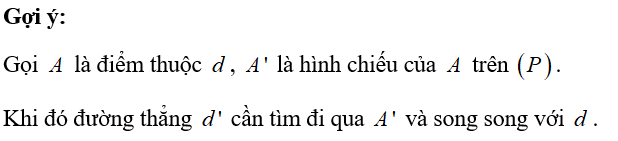 Gợi ý:
Gọi A là điểm thuộc d, A' là hình chiếu của A trên (P).
Khi đó đường thẳng d' cần tìm đi qua A' và song song với d.